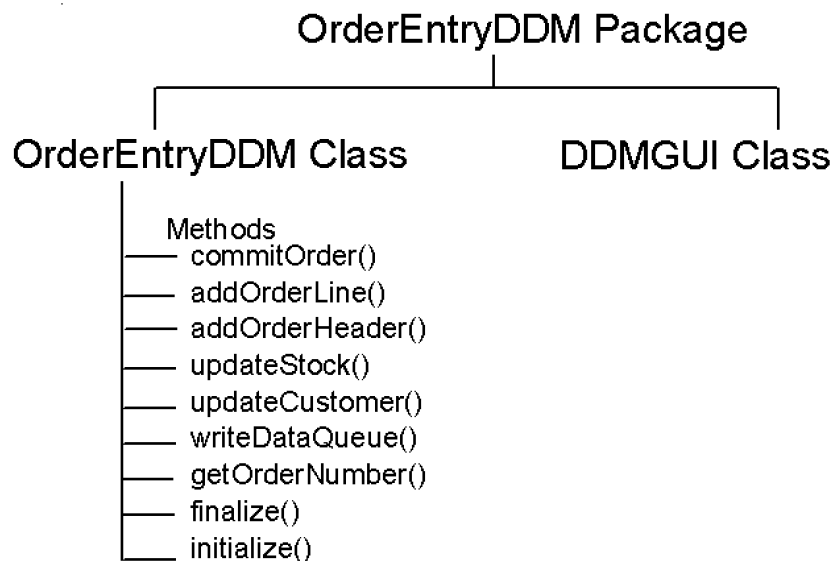 OrderEntryDDM Package
OrderEntryDDM Class
DDMGUI Class
Methods
commitOrder()
addOrderLine()
addOrderHeader()
updateStock()
updateCustomer()
writeDataQueue()
getOrderNumber()
finalize()
initialize()